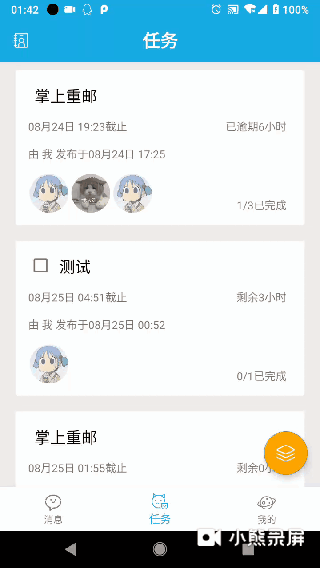 01:42
100%
任务
掌上重邮
08月24日 19:23截止 已逾期6小时
由 我 发布于08月24日 17:25
1/3已完成
测试
08月25日 04:51截止 剩余3小时
由 我 发布于08月25日 00:52
0/1已完成
掌上重邮
08月25日 01:55截止 剩余0小
消息 任务 我的
小熊录屏